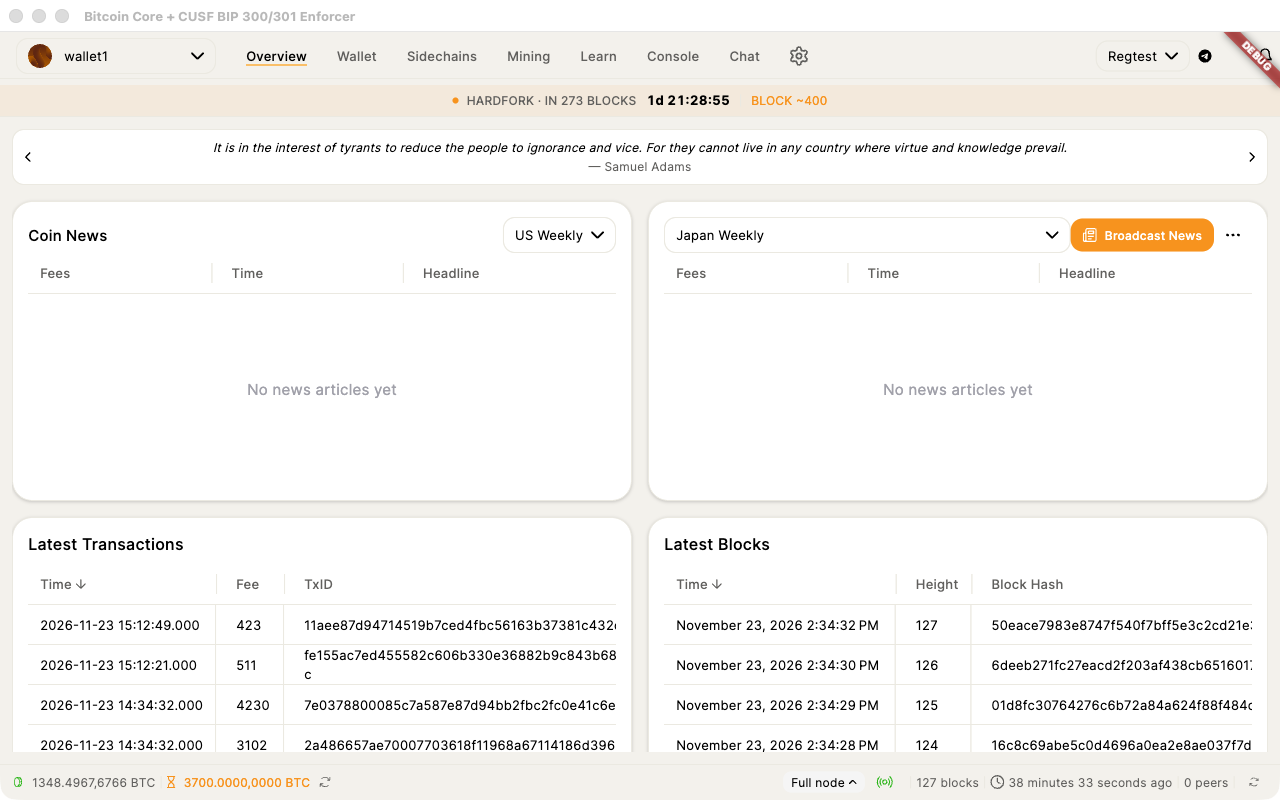 Bitcoin Core + CUSF BIP 300/301 Enforcer
wallet1
Overview
Wallet
Sidechains
Mining
Learn
Console
Chat
Regtest
DEBUG
HARDFORK · IN 273 BLOCKS 1d 21:28:55 BLOCK ~400
It is in the interest of tyrants to reduce the people to ignorance and vice. For they cannot live in any country where virtue and knowledge prevail.
— Samuel Adams
Coin News
US Weekly
Fees Time Headline
No news articles yet
Japan Weekly
Broadcast News
Fees Time Headline
No news articles yet
Latest Transactions
Time Fee TxID
2026-11-23 15:12:49.000 423 11aee87d94714519b7ced4fbc56163b37381c432
2026-11-23 15:12:21.000 511 fe155ac7ed455582c606b330e36882b9c843b68
c
2026-11-23 14:34:32.000 4230 7e0378800085c7a587e87d94bb2fbc2fc0e41c6e
2026-11-23 14:34:32.000 3102 2a486657ae70007703618f11968a67114186d396
Latest Blocks
Time Height Block Hash
November 23, 2026 2:34:32 PM 127 50eace7983e8747f540f7bff5e3c2cd21e
November 23, 2026 2:34:30 PM 126 6deeb271fc27eacd2f203af438cb651601
November 23, 2026 2:34:29 PM 125 01d8fc30764276c6b72a84a624f88f484
November 23, 2026 2:34:28 PM 124 16c8c69abe5c0d4696a0ea2e8ae037f7d
1348.4967,6766 BTC
3700.0000,0000 BTC
Full node
127 blocks
38 minutes 33 seconds ago
0 peers